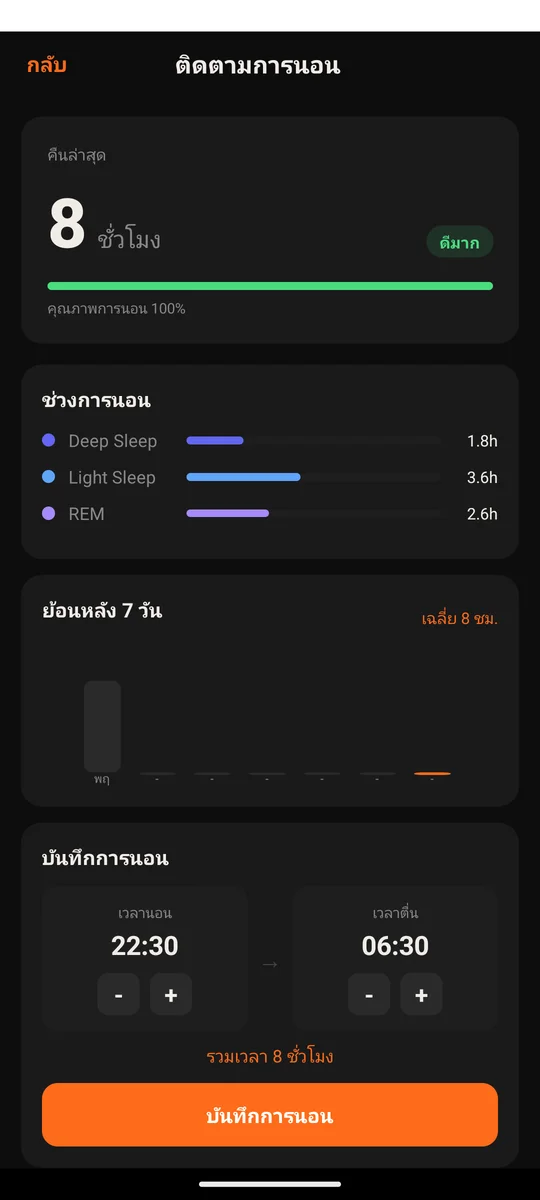 กลับ
ติดตามการนอน
คืนล่าสุด
8 ชั่วโมง
ดีมาก
คุณภาพการนอน 100%
ช่วงการนอน
Deep Sleep 1.8h
Light Sleep 3.6h
REM 2.6h
ย้อนหลัง 7 วัน
เฉลี่ย 8 ชม.
พฤ - - - - - -
บันทึกการนอน
เวลานอน
22:30
- +
→
เวลาตื่น
06:30
- +
รวมเวลา 8 ชั่วโมง
บันทึกการนอน